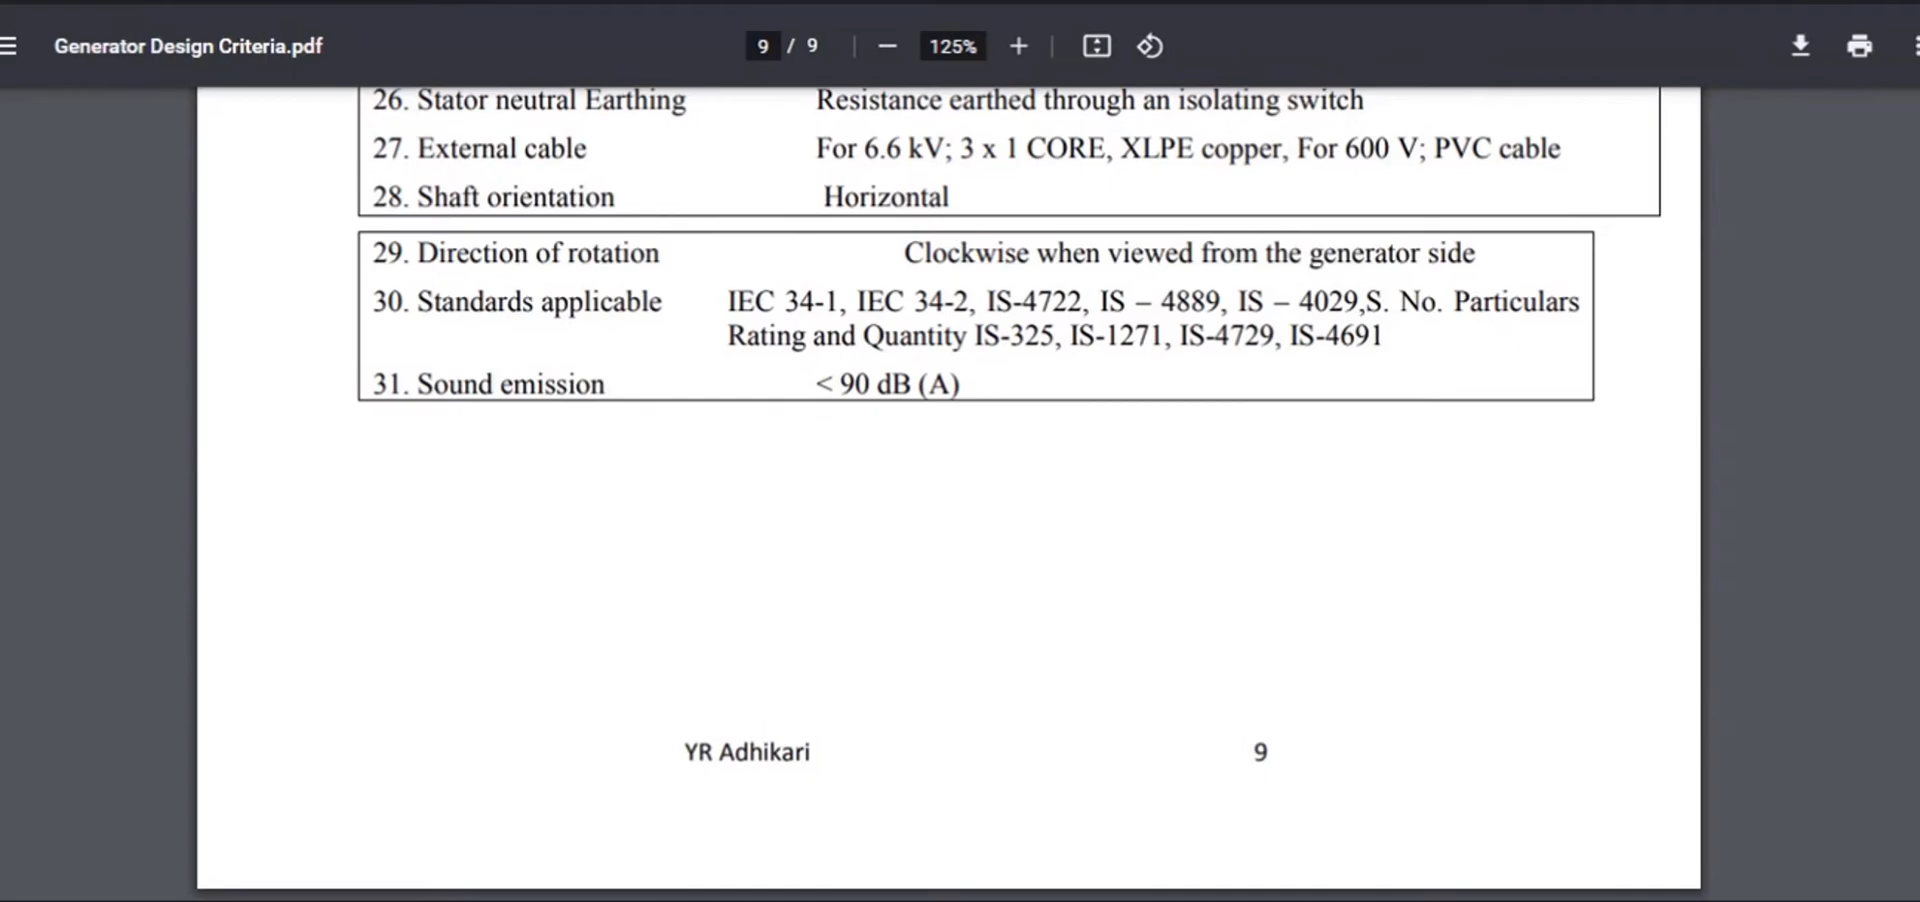 Generator Design Criteria.pdf
9 / 9
125%
26. Stator neutral Earthing Resistance earthed through an isolating switch
27. External cable For 6.6 kV; 3 x 1 CORE, XLPE copper, For 600 V; PVC cable
28. Shaft orientation Horizontal
29. Direction of rotation Clockwise when viewed from the generator side
30. Standards applicable IEC 34-1, IEC 34-2, IS-4722, IS – 4889, IS – 4029,S. No. Particulars
Rating and Quantity IS-325, IS-1271, IS-4729, IS-4691
31. Sound emission < 90 dB (A)
YR Adhikari 9